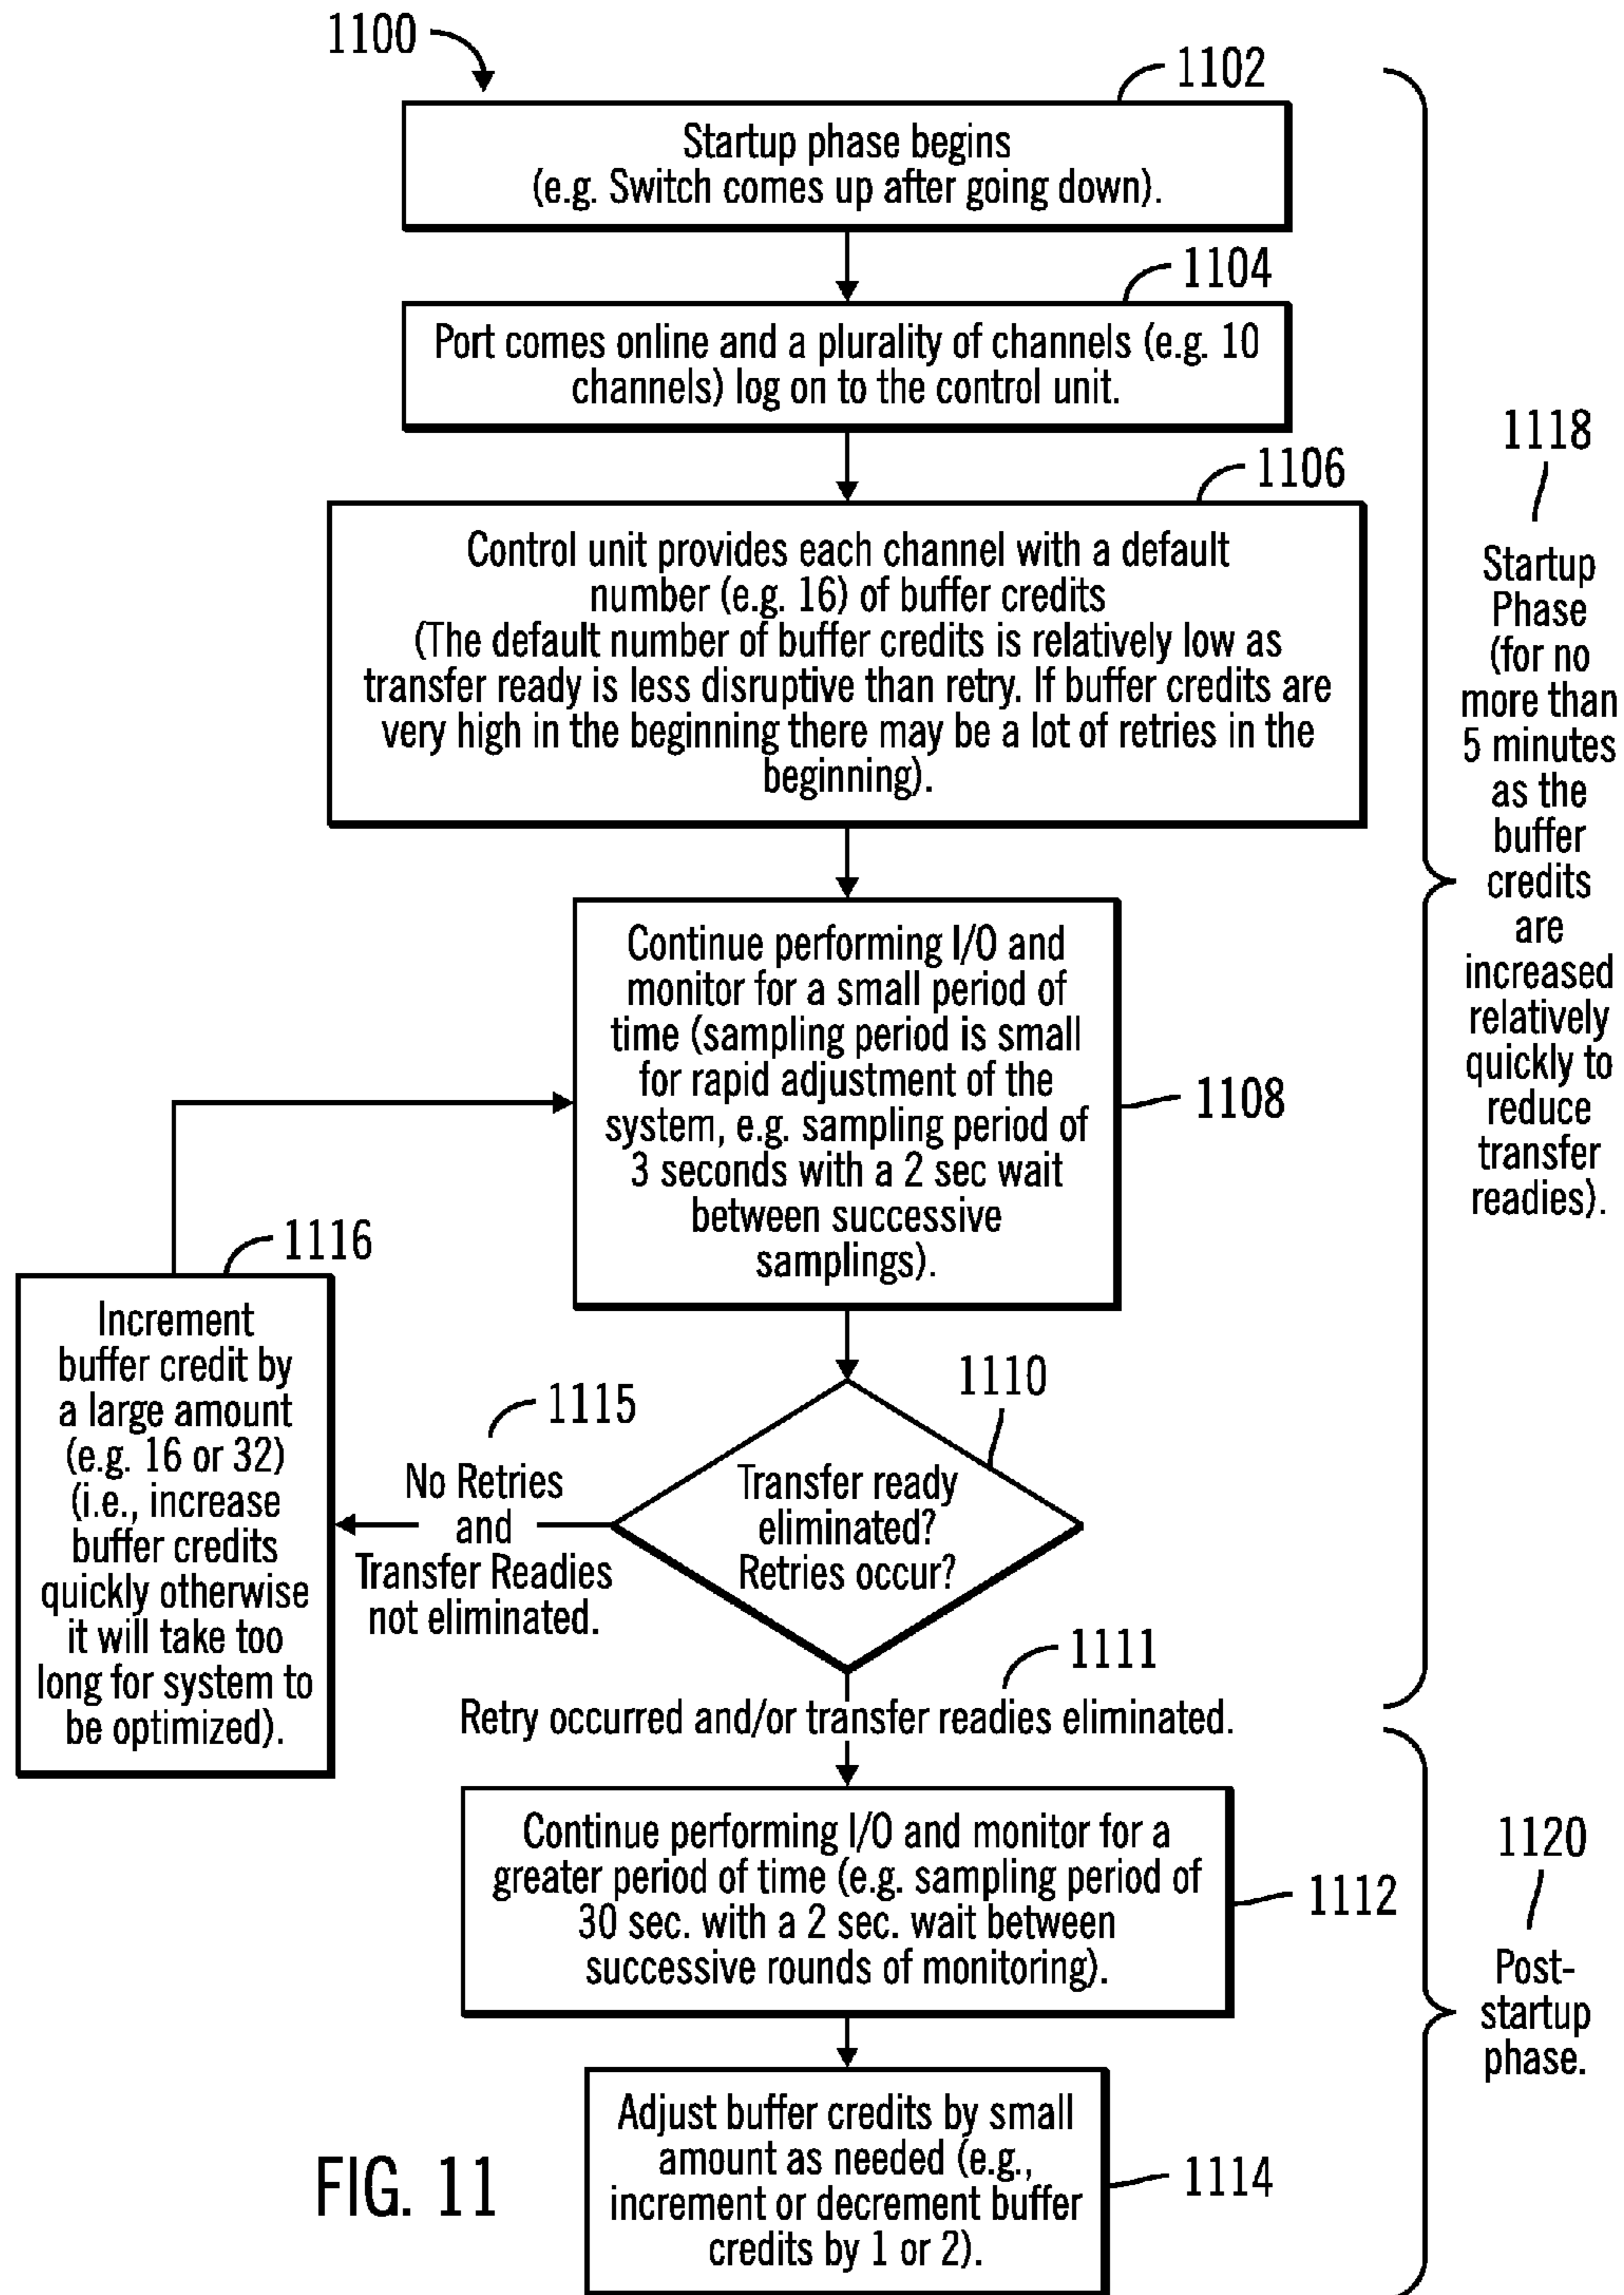 1100
1102
Startup phase begins
(e.g. Switch comes up after going down).
1104
Port comes online and a plurality of channels (e.g. 10
channels) log on to the control unit.
1106
Control unit provides each channel with a default
number (e.g. 16) of buffer credits
(The default number of buffer credits is relatively low as
transfer ready is less disruptive than retry. If buffer credits are
very high in the beginning there may be a lot of retries in the
beginning).
1108
Continue performing I/O and
monitor for a small period of
time (sampling period is small
for rapid adjustment of the
system, e.g. sampling period of
3 seconds with a 2 sec wait
between successive
samplings).
1110
Transfer ready
eliminated?
Retries occur?
1115
No Retries
and
Transfer Readies
not eliminated.
1116
Increment
buffer credit by
a large amount
(e.g. 16 or 32)
(i.e., increase
buffer credits
quickly otherwise
it will take too
long for system to
be optimized).
1111
Retry occurred and/or transfer readies eliminated.
1112
Continue performing I/O and monitor for a
greater period of time (e.g. sampling period of
30 sec. with a 2 sec. wait between
successive rounds of monitoring).
1114
Adjust buffer credits by small
amount as needed (e.g.,
increment or decrement buffer
credits by 1 or 2).
1118
Startup
Phase
(for no
more than
5 minutes
as the
buffer
credits
are
increased
relatively
quickly to
reduce
transfer
readies).
1120
Post-
startup
phase.
FIG. 11